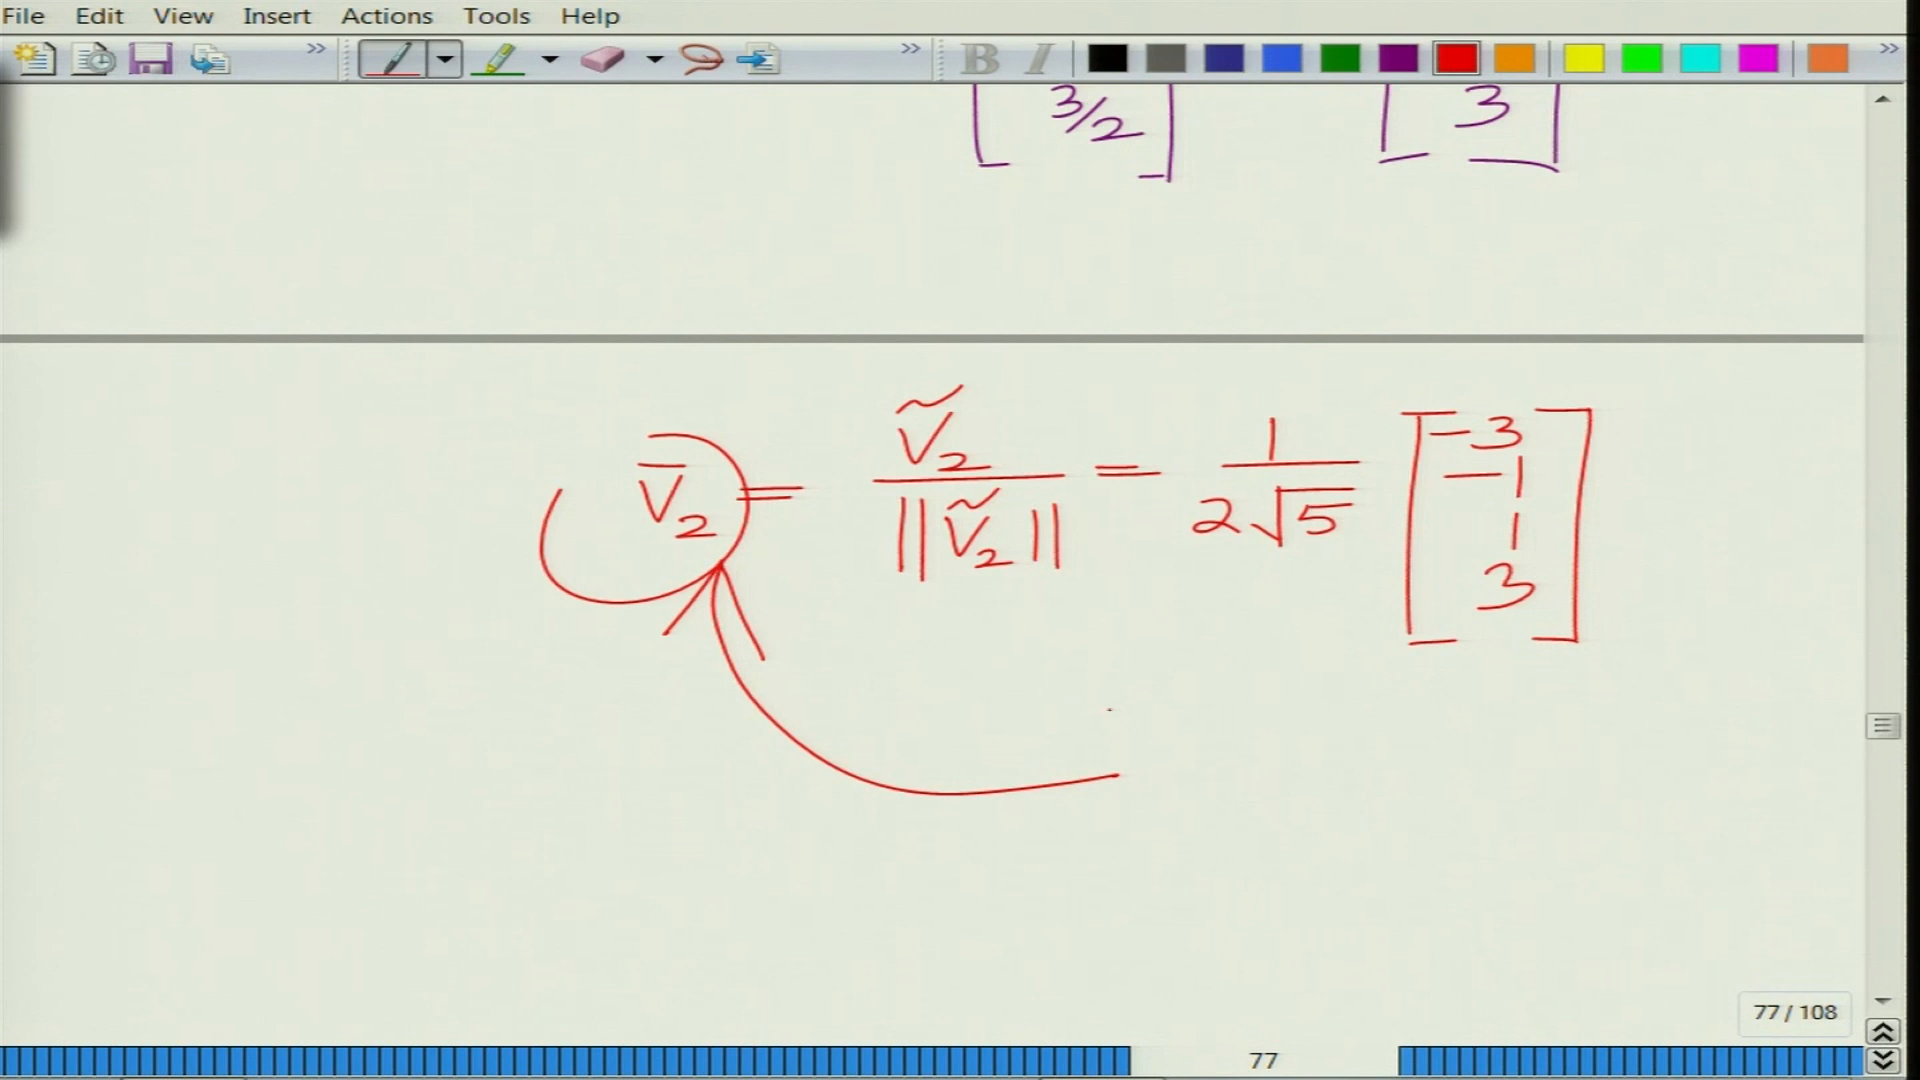 File Edit View Insert Actions Tools Help
B I
[ 3/2 ] [ 3 ]
V̄₂ = Ṽ₂ / ||Ṽ₂|| = 1 / 2√5 [ -3 -1 1 3 ]
77 / 108
77